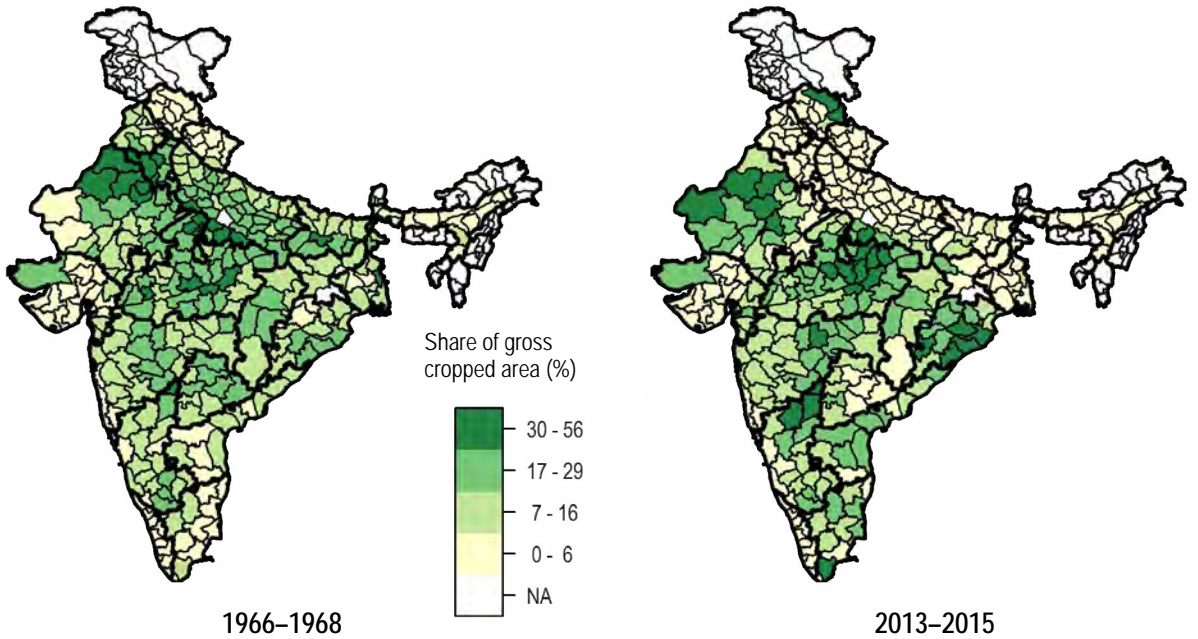 Share of gross
cropped area (%)
30 - 56
17 - 29
7 - 16
0 - 6
NA
1966–1968
2013–2015